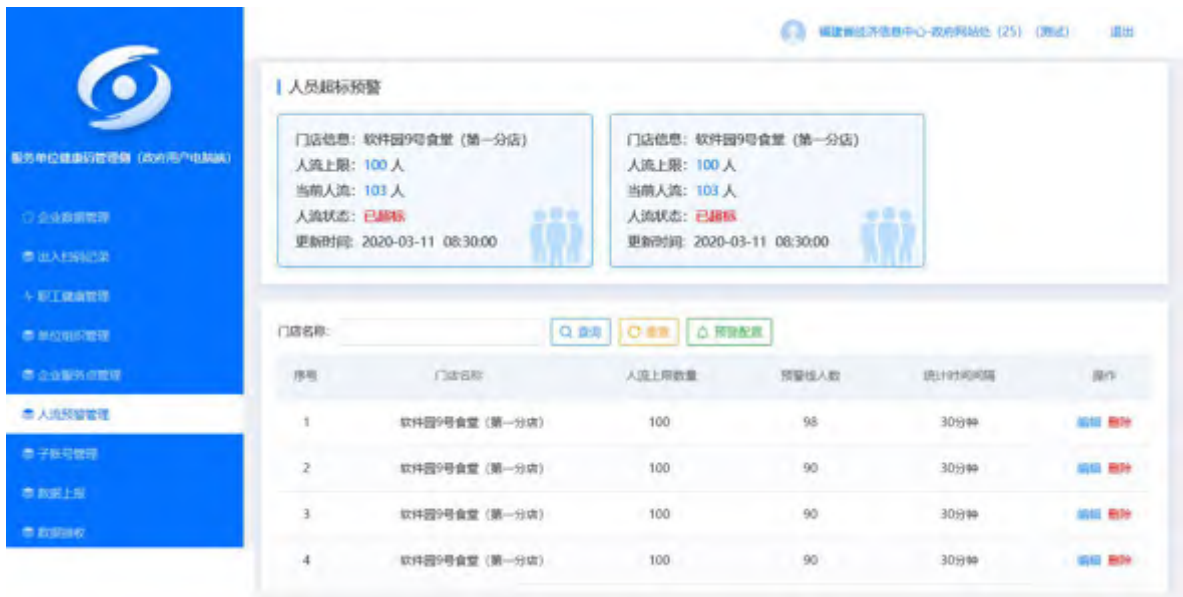 福建省经济信息中心-政府网站处 (25) (测试) 退出
服务单位健康码管理侧 (政府用户电脑端)
企业数据管理
出入扫码记录
职工健康管理
单位组织管理
企业服务点管理
人流预警管理
子账号管理
数据上报
数据接收
人员超标预警
门店信息: 软件园9号食堂 (第一分店)
人流上限: 100 人
当前人流: 103 人
人流状态: 已超标
更新时间: 2020-03-11 08:30:00
门店信息: 软件园9号食堂 (第一分店)
人流上限: 100 人
当前人流: 103 人
人流状态: 已超标
更新时间: 2020-03-11 08:30:00
门店名称: 查询 重置 预警配置
序号 门店名称 人流上限数量 预警线人数 统计时间间隔 操作
1 软件园9号食堂 (第一分店) 100 98 30分钟 编辑 删除
2 软件园9号食堂 (第一分店) 100 90 30分钟 编辑 删除
3 软件园9号食堂 (第一分店) 100 90 30分钟 编辑 删除
4 软件园9号食堂 (第一分店) 100 90 30分钟 编辑 删除